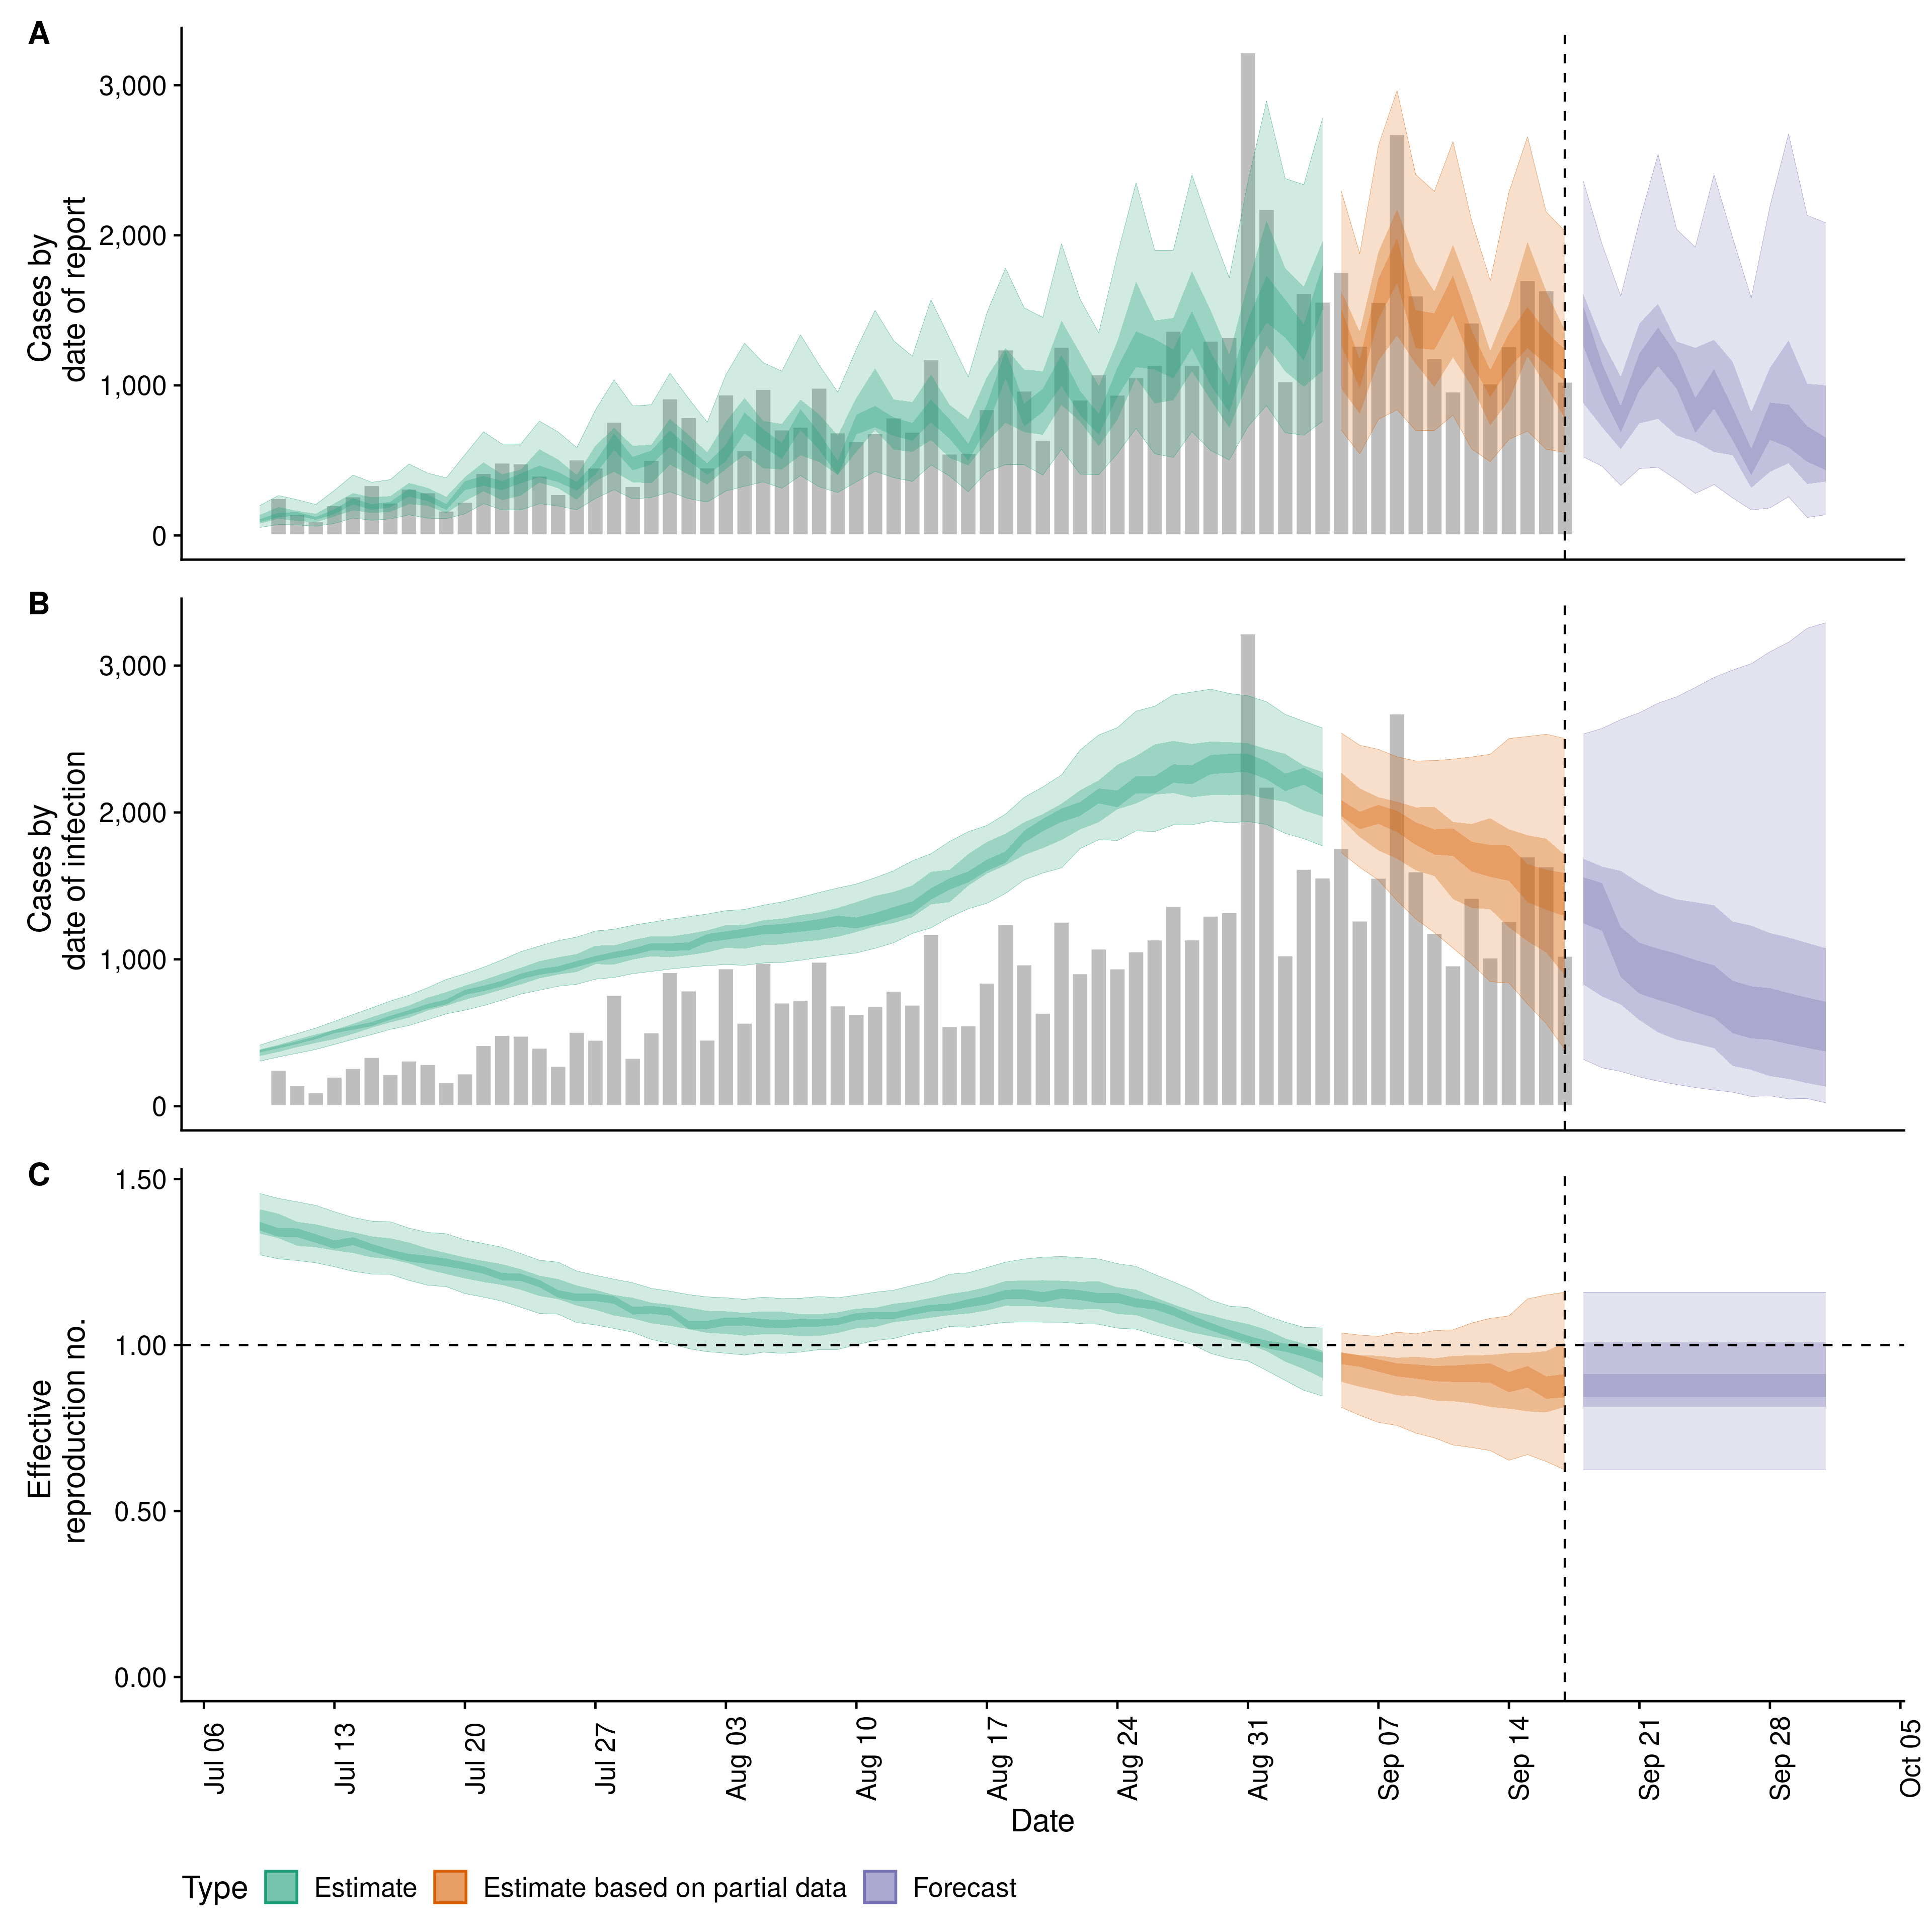 A
3,000
2,000
1,000
0
Cases by
date of report
B
3,000
2,000
1,000
0
Cases by
date of infection
C
1.50
1.00
0.50
0.00
Effective
reproduction no.
Jul 06
Jul 13
Jul 20
Jul 27
Aug 03
Aug 10
Aug 17
Aug 24
Aug 31
Sep 07
Sep 14
Sep 21
Sep 28
Oct 05
Date
Type Estimate Estimate based on partial data Forecast